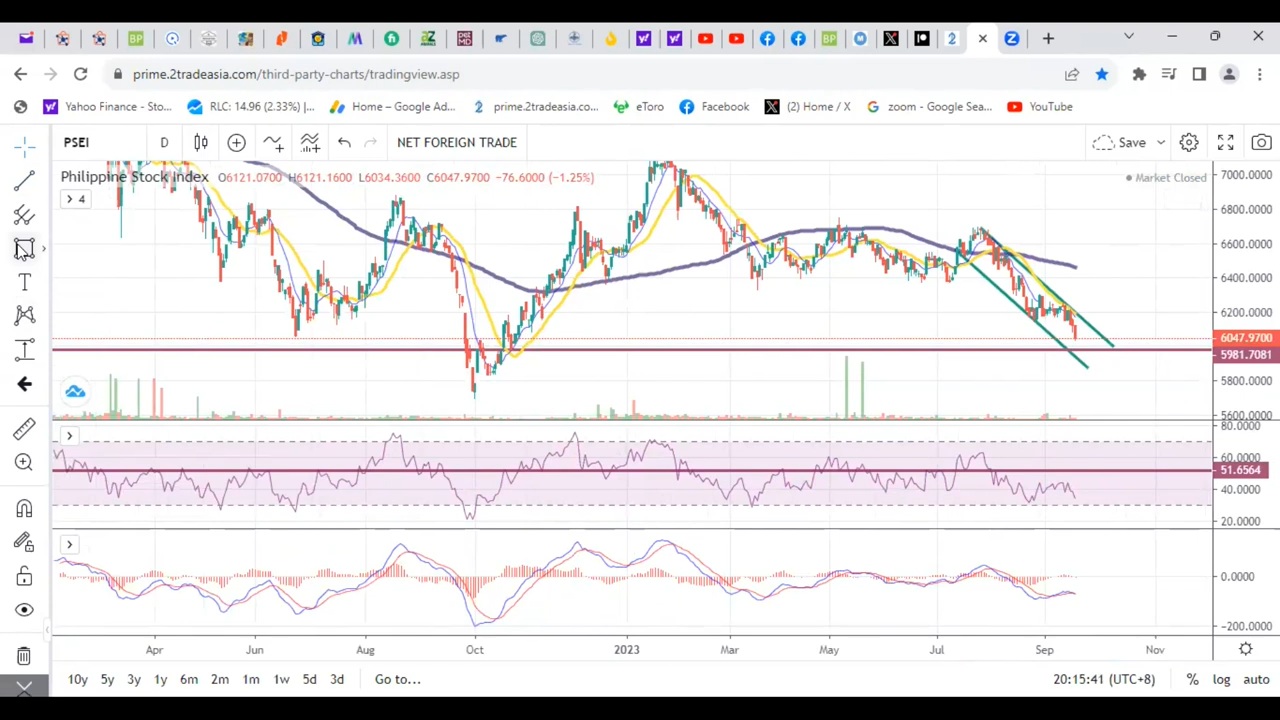 prime.2tradeasia.com/third-party-charts/tradingview.asp
Yahoo Finance - Sto... RLC: 14.96 (2.33%) |... Home – Google Ad... prime.2tradeasia.co... eToro Facebook (2) Home / X zoom - Google Sea... YouTube
PSEI D NET FOREIGN TRADE Save
Philippine Stock Index O6121.0700 H6121.1600 L6034.3600 C6047.9700 −76.6000 (−1.25%) Market Closed
4
7000.0000
6800.0000
6600.0000
6400.0000
6200.0000
6047.9700
5981.7081
5800.0000
5600.0000
80.0000
60.0000
51.6564
40.0000
20.0000
0.0000
−200.0000
Apr Jun Aug Oct 2023 Mar May Jul Sep Nov
10y 5y 3y 1y 6m 2m 1m 1w 5d 3d Go to... 20:15:41 (UTC+8) % log auto